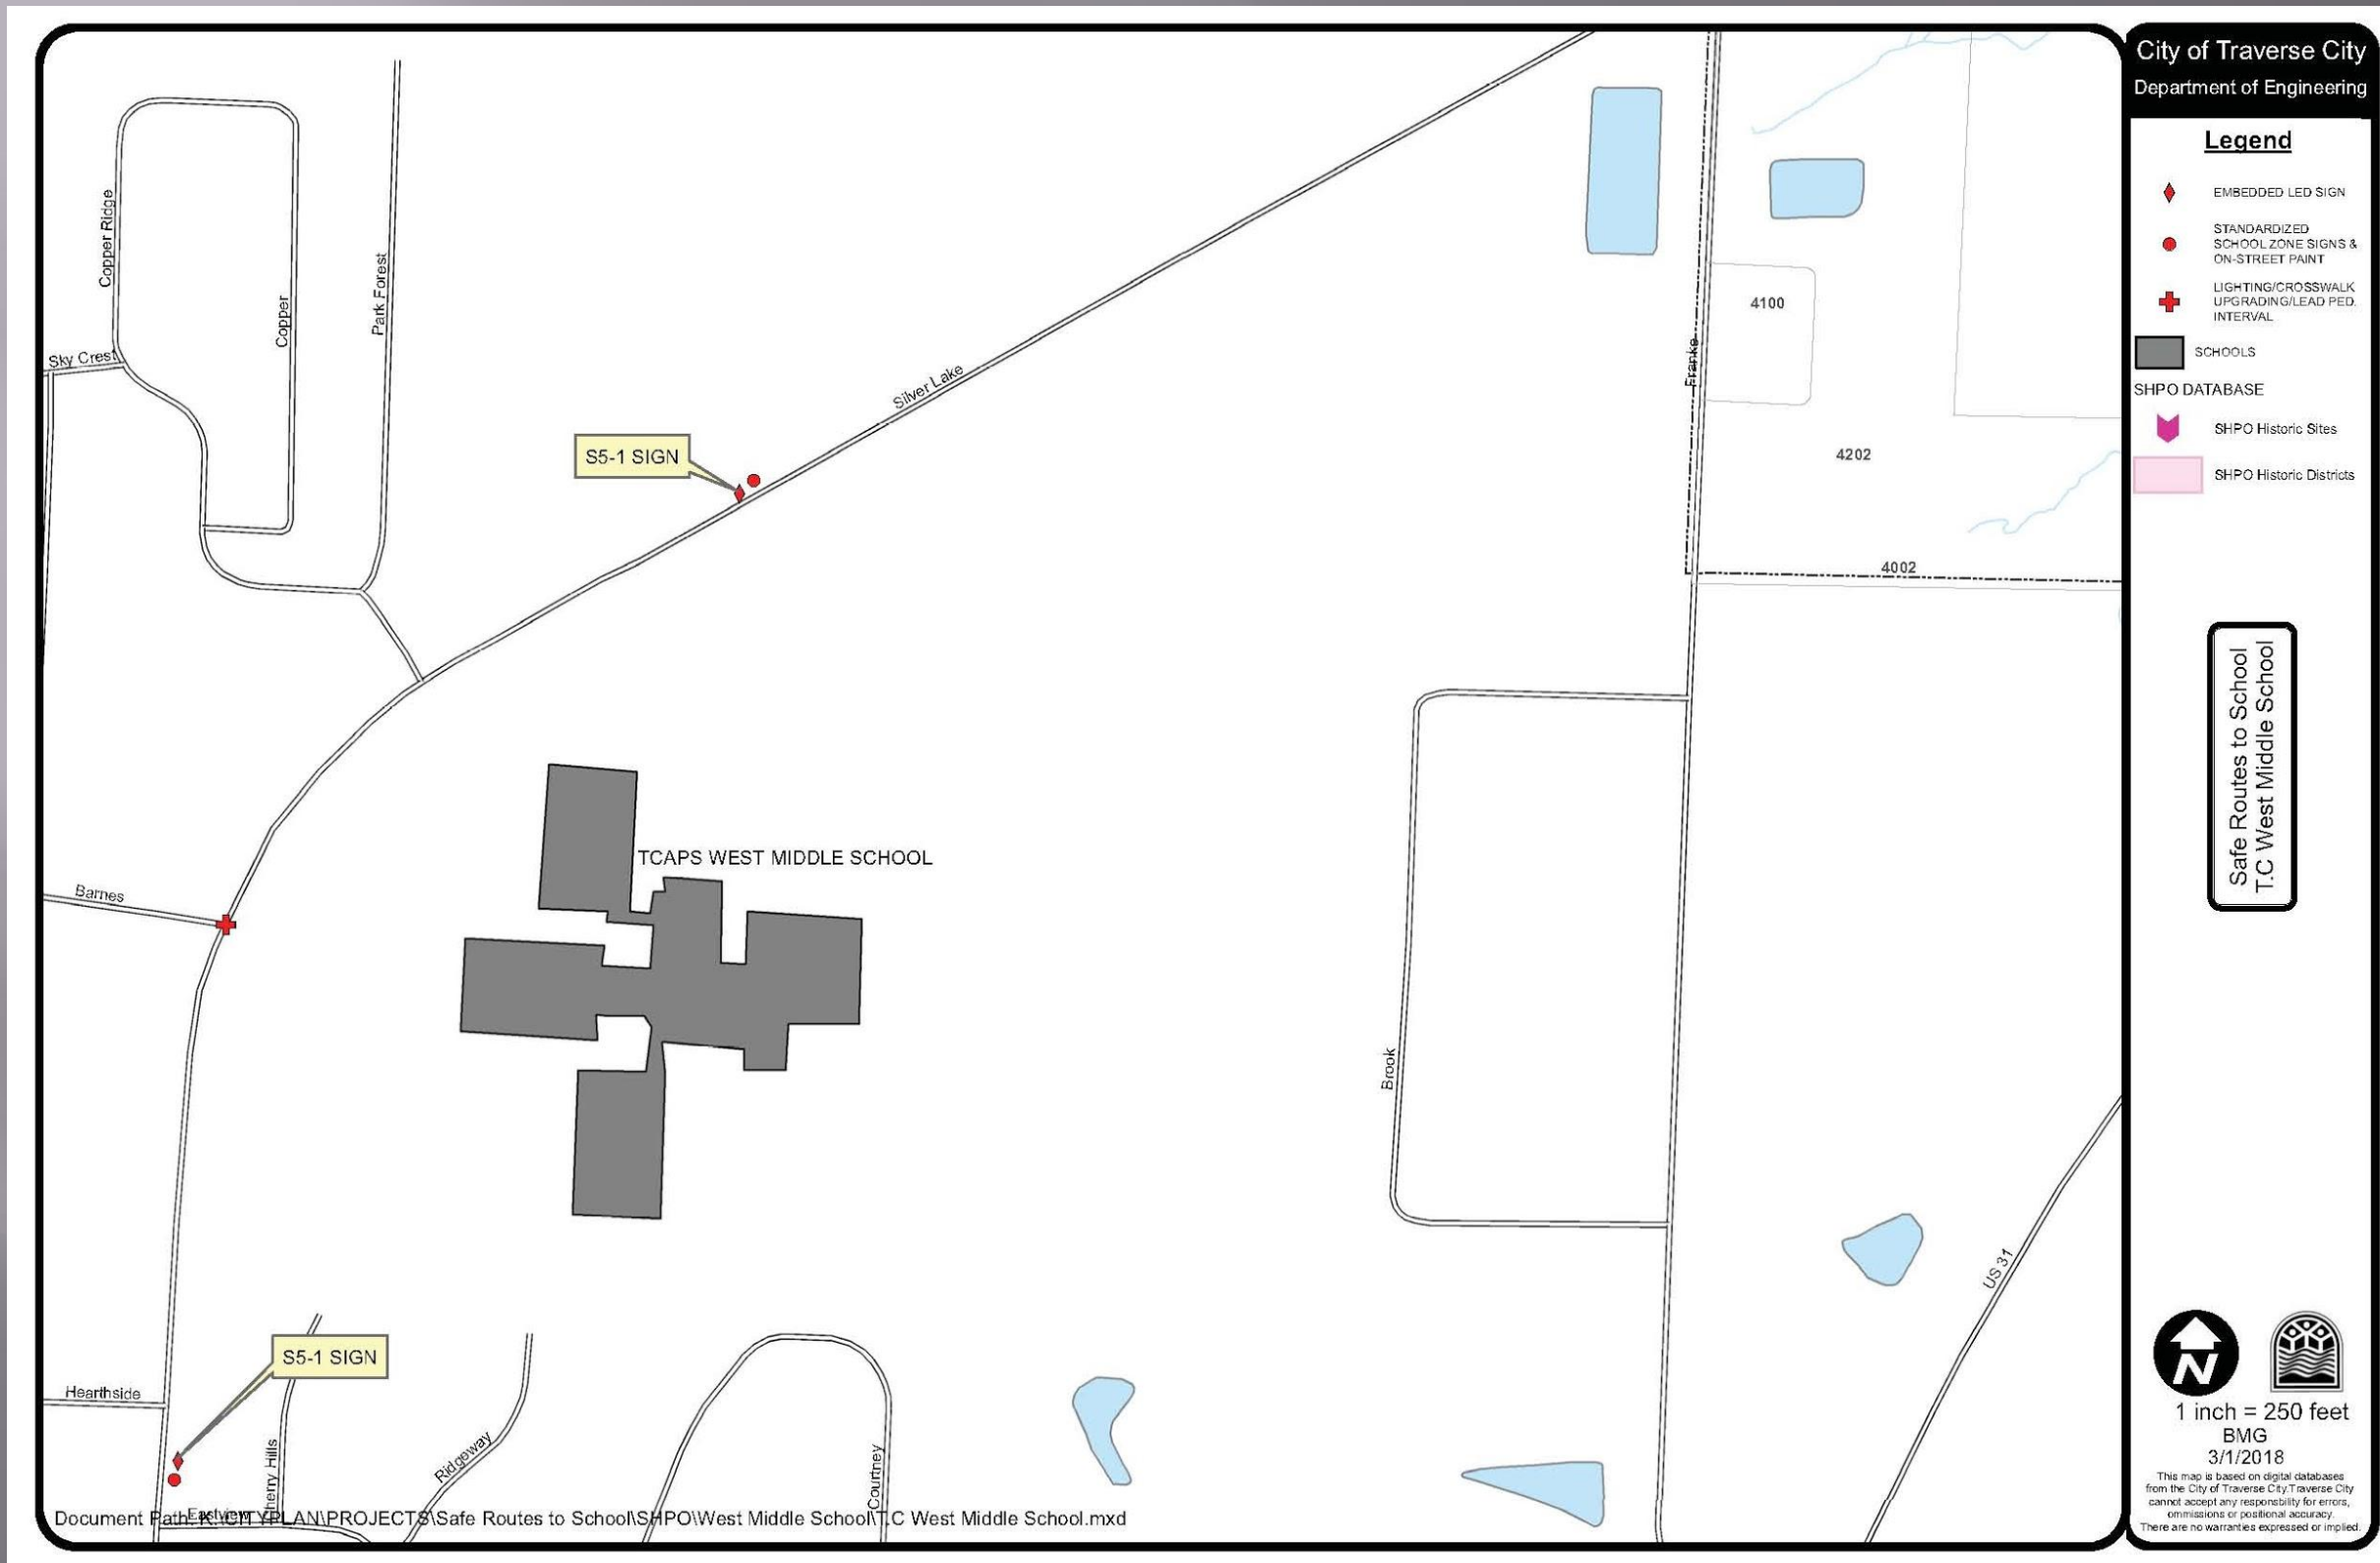 City of Traverse City
Department of Engineering
Legend
EMBEDDED LED SIGN
STANDARDIZED
SCHOOL ZONE SIGNS &
ON-STREET PAINT
LIGHTING/CROSSWALK
UPGRADING/LEAD PED.
INTERVAL
SCHOOLS
SHPO DATABASE
SHPO Historic Sites
SHPO Historic Districts
Safe Routes to School
T.C West Middle School
N
1 inch = 250 feet
BMG
3/1/2018
This map is based on digital databases
from the City of Traverse City.Traverse City
cannot accept any responsbility for errors,
ommissions or positional accuracy.
There are no warranties expressed or implied.
Copper Ridge
Copper
Park Forest
Sky Crest
Silver Lake
S5-1 SIGN
Franke
4100
4202
4002
TCAPS WEST MIDDLE SCHOOL
Barnes
Brook
US 31
S5-1 SIGN
Hearthside
Cherry Hills
Ridgeway
Courtney
Eastview
Document Path: K:\CITYPLAN\PROJECTS\Safe Routes to School\SHPO\West Middle School\T.C West Middle School.mxd